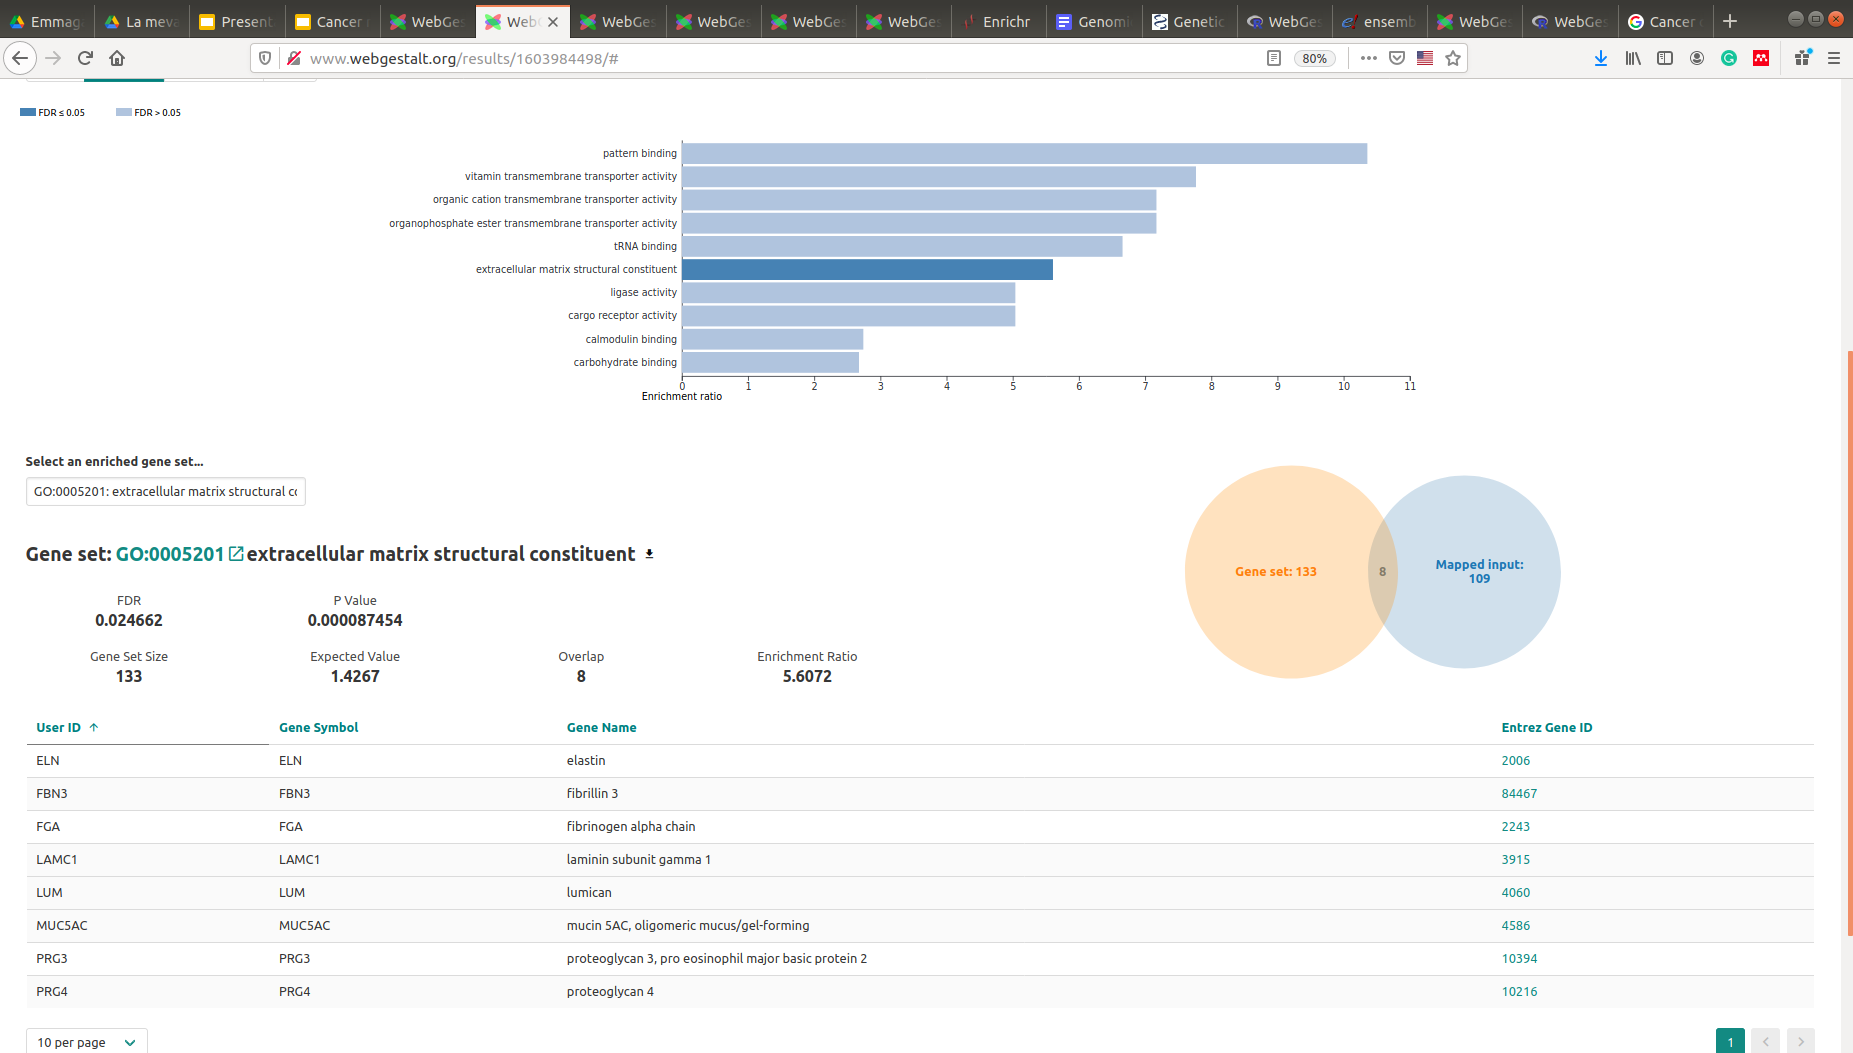 Emmag
La meva
Present
Cancer
WebGes
WebG
WebGes
WebGes
WebGes
WebGes
Enrichr
Genomi
Genetic
WebGes
ensemb
WebGes
WebGes
Cancer
www.webgestalt.org/results/1603984498/#
80%
FDR ≤ 0.05
FDR > 0.05
pattern binding
vitamin transmembrane transporter activity
organic cation transmembrane transporter activity
organophosphate ester transmembrane transporter activity
tRNA binding
extracellular matrix structural constituent
ligase activity
cargo receptor activity
calmodulin binding
carbohydrate binding
0 1 2 3 4 5 6 7 8 9 10 11
Enrichment ratio
Select an enriched gene set...
GO:0005201: extracellular matrix structural co
Gene set: 133
8
Mapped input:
109
Gene set: GO:0005201 extracellular matrix structural constituent
FDR P Value
0.024662 0.000087454
Gene Set Size Expected Value Overlap Enrichment Ratio
133 1.4267 8 5.6072
User ID Gene Symbol Gene Name Entrez Gene ID
ELN ELN elastin 2006
FBN3 FBN3 fibrillin 3 84467
FGA FGA fibrinogen alpha chain 2243
LAMC1 LAMC1 laminin subunit gamma 1 3915
LUM LUM lumican 4060
MUC5AC MUC5AC mucin 5AC, oligomeric mucus/gel-forming 4586
PRG3 PRG3 proteoglycan 3, pro eosinophil major basic protein 2 10394
PRG4 PRG4 proteoglycan 4 10216
10 per page
1